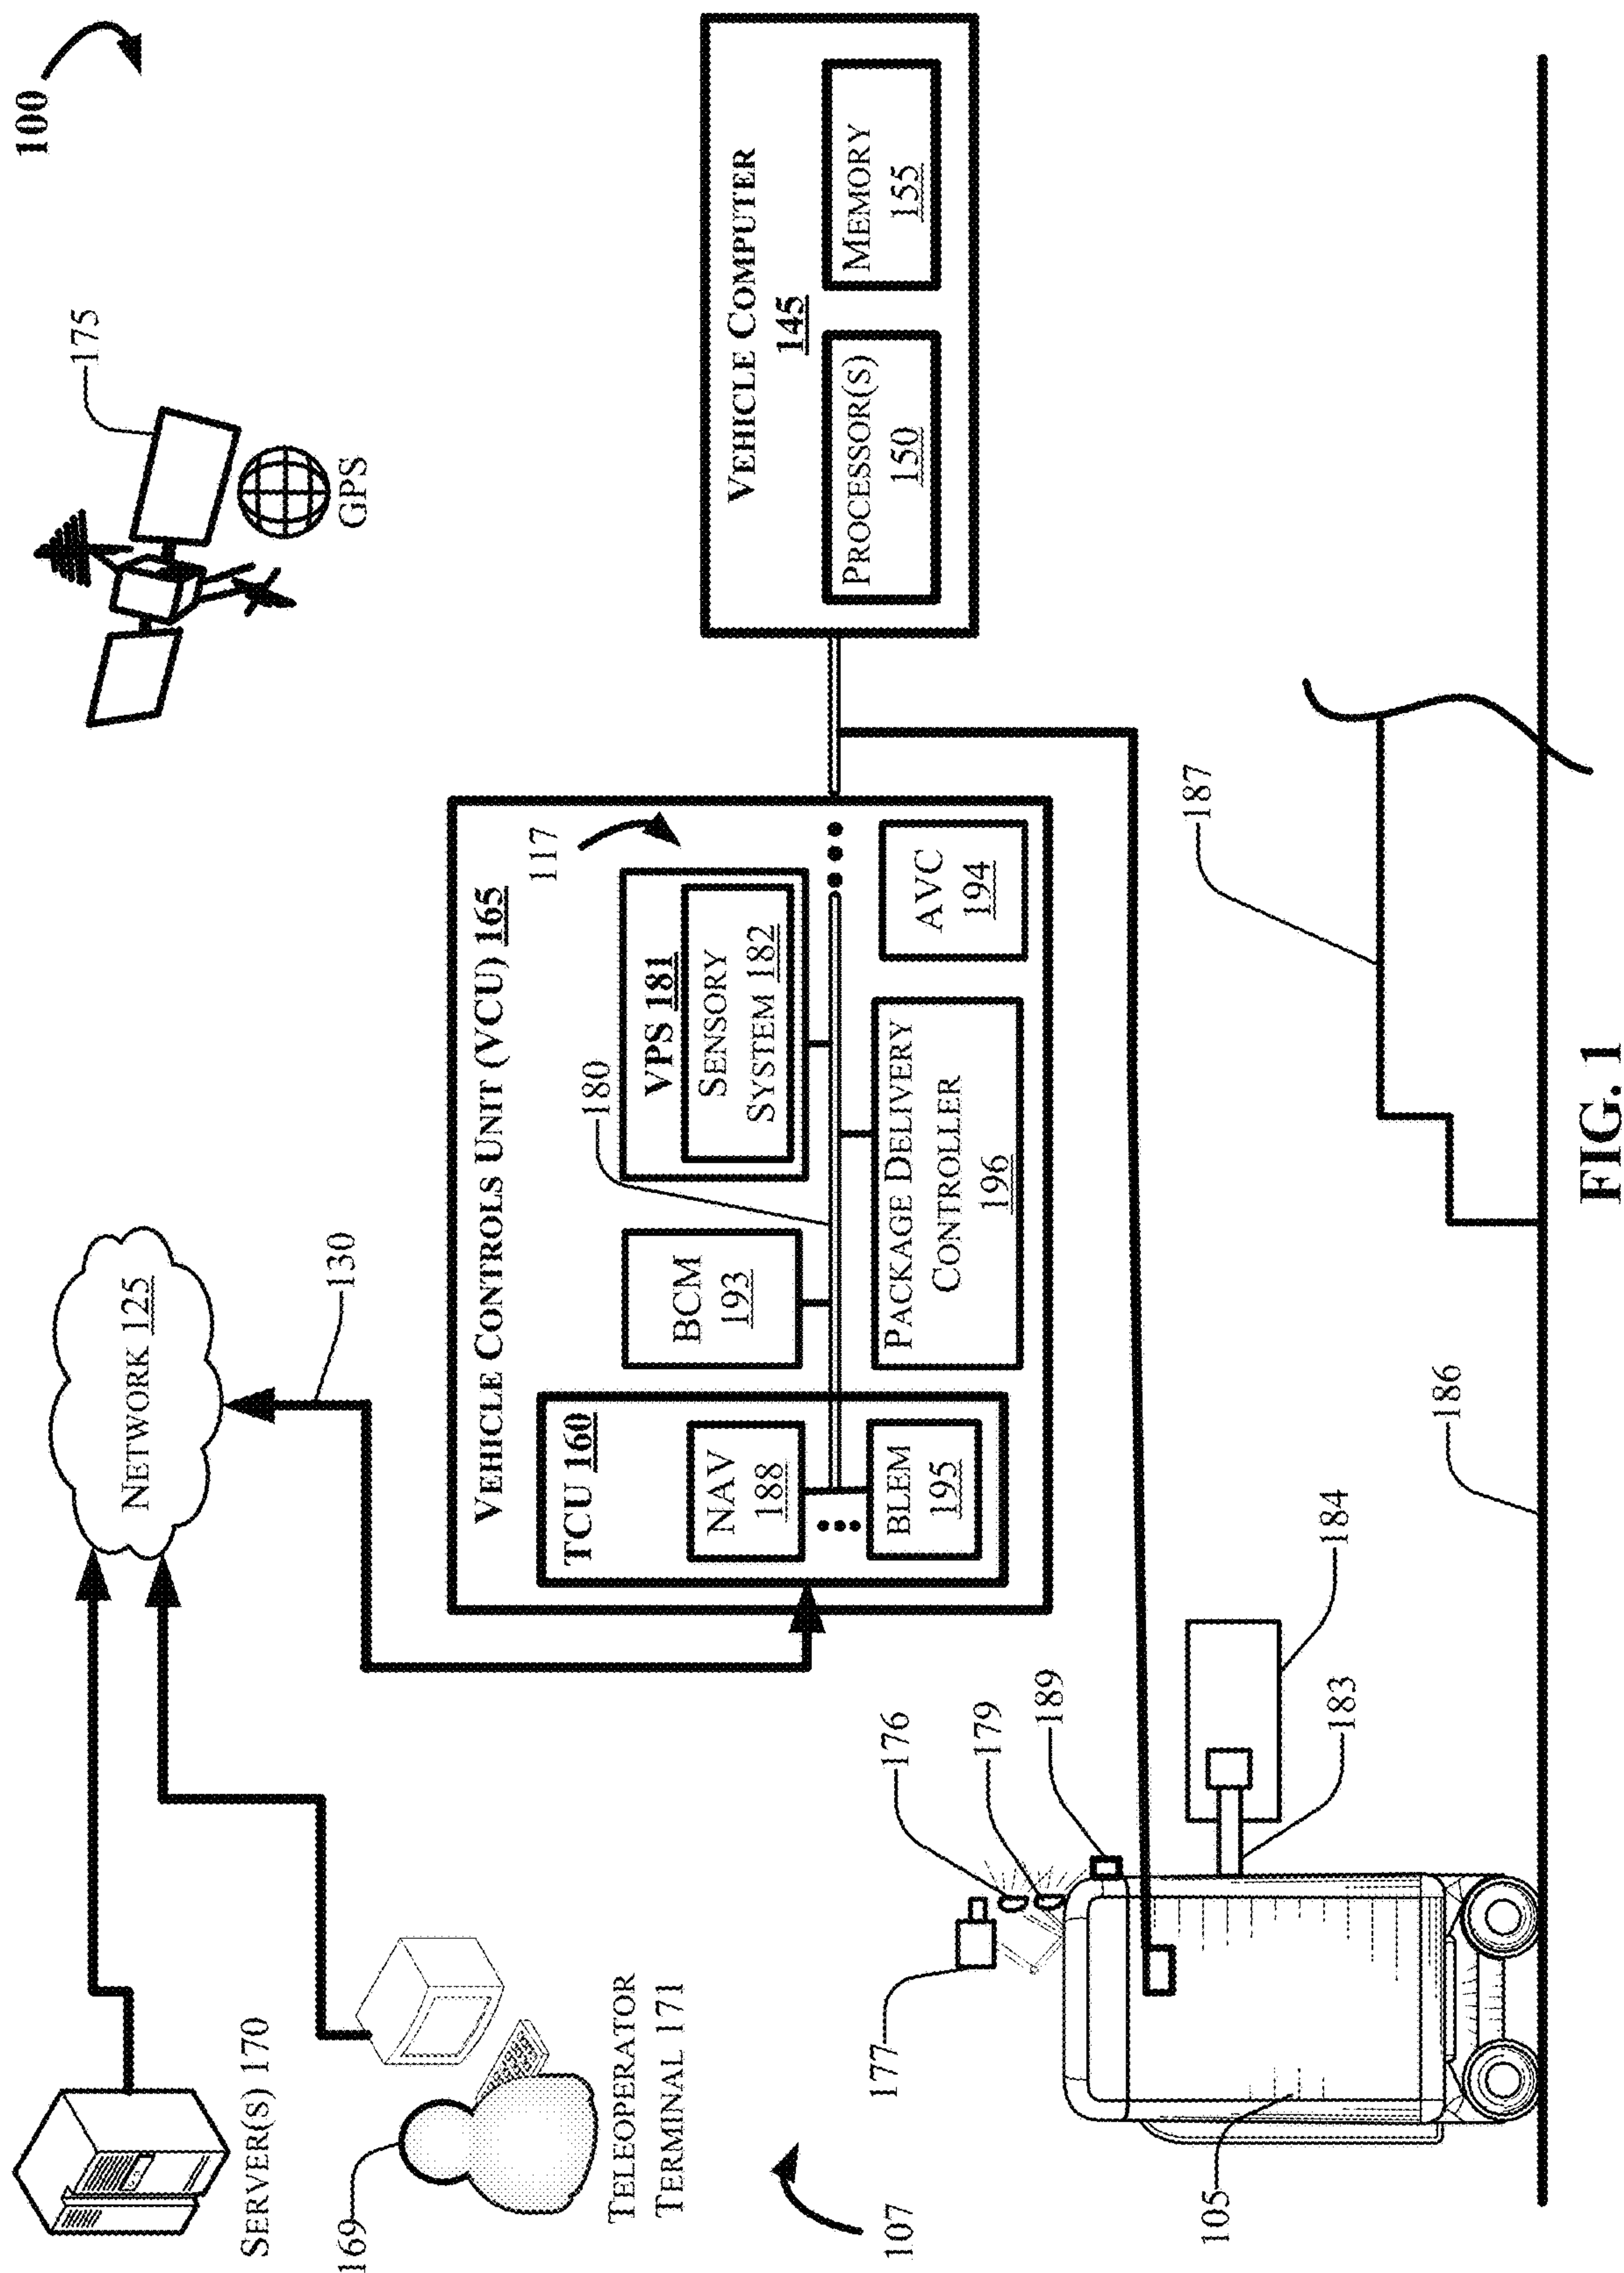 100
175
GPS
SERVER(S) 170
169
TELEOPERATOR
TERMINAL 171
NETWORK 125
130
VEHICLE CONTROLS UNIT (VCU) 165
117
TCU 160
NAV
188
BLEM
195
BCM
193
180
VPS 181
SENSORY
SYSTEM 182
PACKAGE DELIVERY
CONTROLLER
196
AVC
194
VEHICLE COMPUTER
145
PROCESSOR(S)
150
MEMORY
155
107
177
176
179
189
105
183
184
186
187
FIG. 1